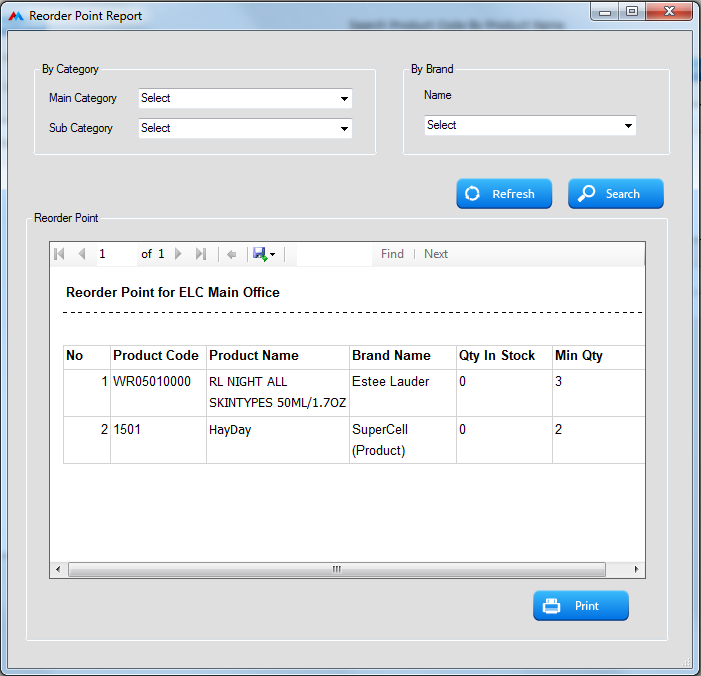 Reorder Point Report
Search Product Code By Product Name
By Category
By Brand
Main Category Select
Name
Sub Category Select
Select
Refresh Search
Reorder Point
1 of 1 Find | Next
Reorder Point for ELC Main Office
No Product Code Product Name Brand Name Qty In Stock Min Qty
1 WR05010000 RL NIGHT ALL Estee Lauder 0 3
SKINTYPES 50ML/1.7OZ
2 1501 HayDay SuperCell 0 2
(Product)
Print